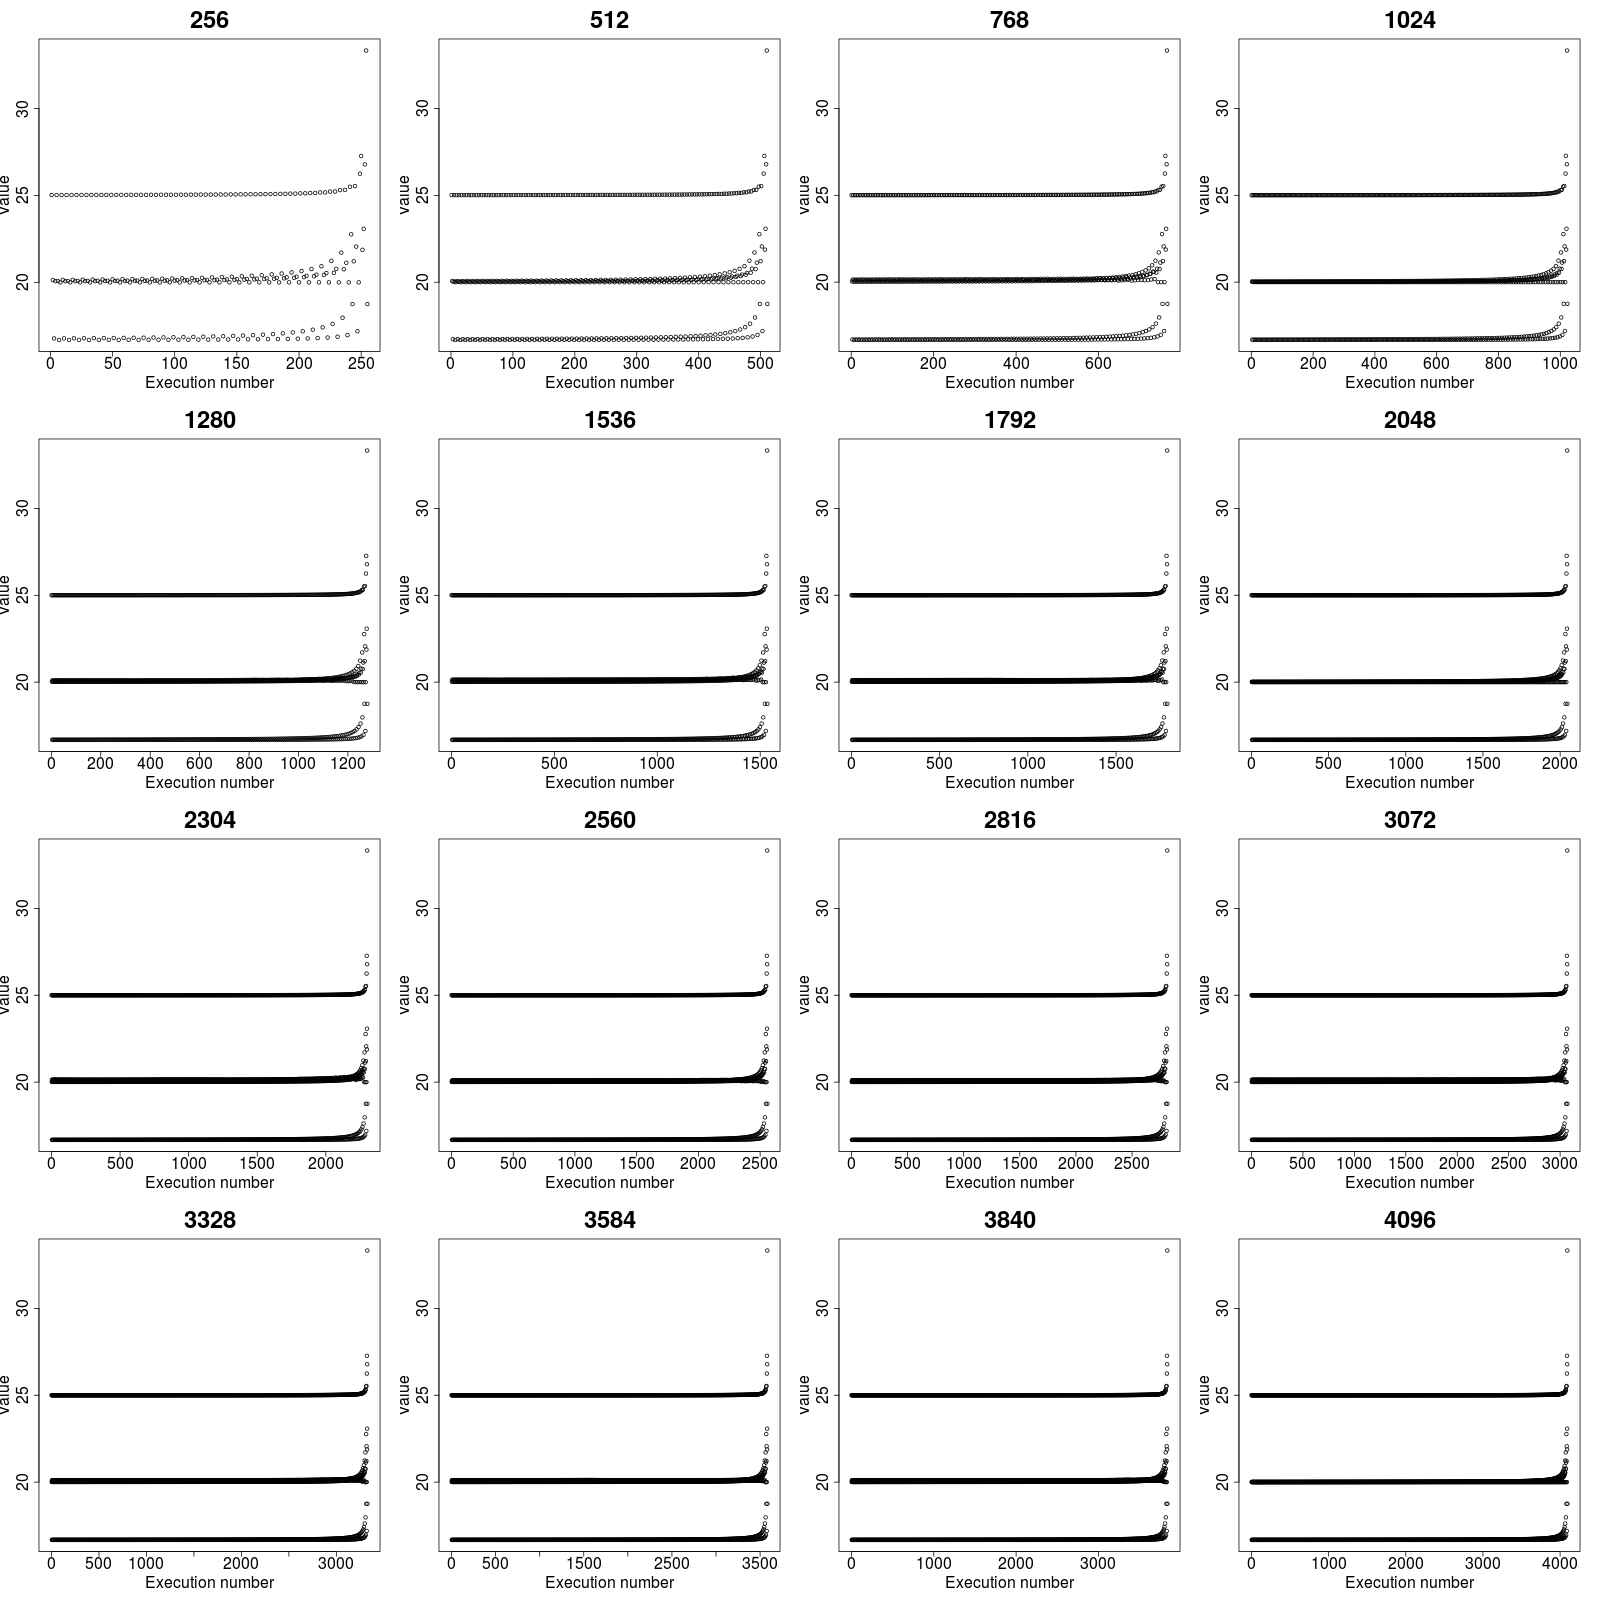 256 512 768 1024
value 20 25 30 value 20 25 30 value 20 25 30 value 20 25 30
0 50 100 150 200 250 0 100 200 300 400 500 0 200 400 600 0 200 400 600 800 1000
Execution number Execution number Execution number Execution number
1280 1536 1792 2048
value 20 25 30 value 20 25 30 value 20 25 30 value 20 25 30
0 200 400 600 800 1000 1200 0 500 1000 1500 0 500 1000 1500 0 500 1000 1500 2000
Execution number Execution number Execution number Execution number
2304 2560 2816 3072
value 20 25 30 value 20 25 30 value 20 25 30 value 20 25 30
0 500 1000 1500 2000 0 500 1000 1500 2000 2500 0 500 1000 1500 2000 2500 0 500 1000 1500 2000 2500 3000
Execution number Execution number Execution number Execution number
3328 3584 3840 4096
value 20 25 30 value 20 25 30 value 20 25 30 value 20 25 30
0 500 1000 2000 3000 0 500 1500 2500 3500 0 1000 2000 3000 0 1000 2000 3000 4000
Execution number Execution number Execution number Execution number